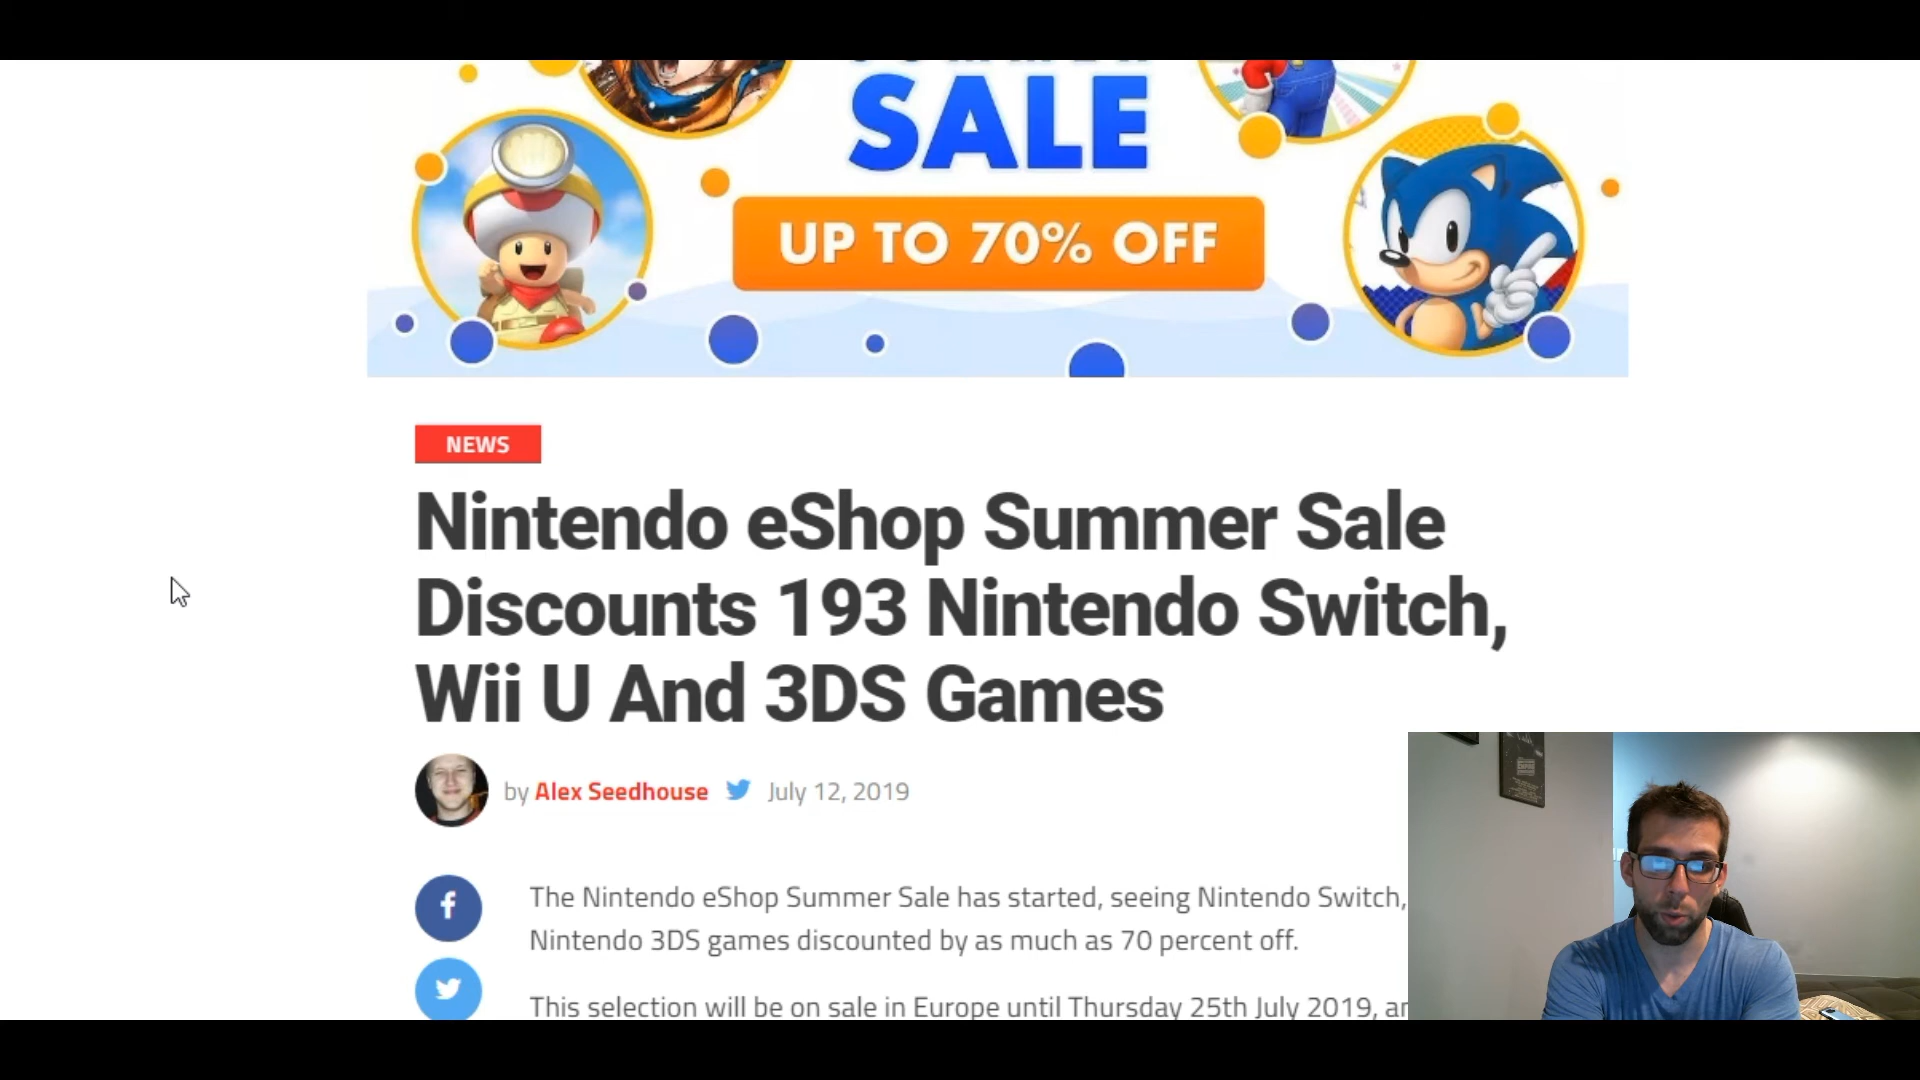 SALE
UP TO 70% OFF
NEWS
Nintendo eShop Summer Sale
Discounts 193 Nintendo Switch,
Wii U And 3DS Games
by Alex Seedhouse July 12, 2019
The Nintendo eShop Summer Sale has started, seeing Nintendo Switch,
Nintendo 3DS games discounted by as much as 70 percent off.
This selection will be on sale in Europe until Thursday 25th July 2019,